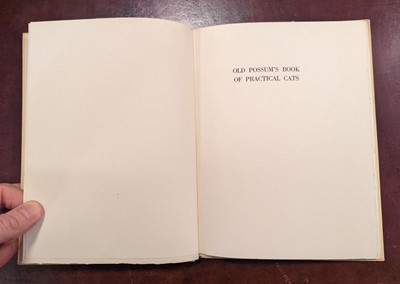 OLD POSSUM'S BOOK
OF PRACTICAL CATS